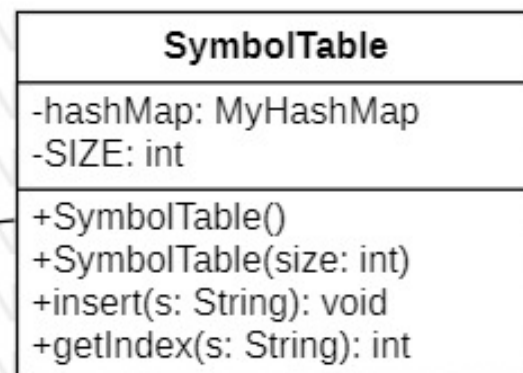 SymbolTable
-hashMap: MyHashMap
-SIZE: int
+SymbolTable()
+SymbolTable(size: int)
+insert(s: String): void
+getIndex(s: String): int